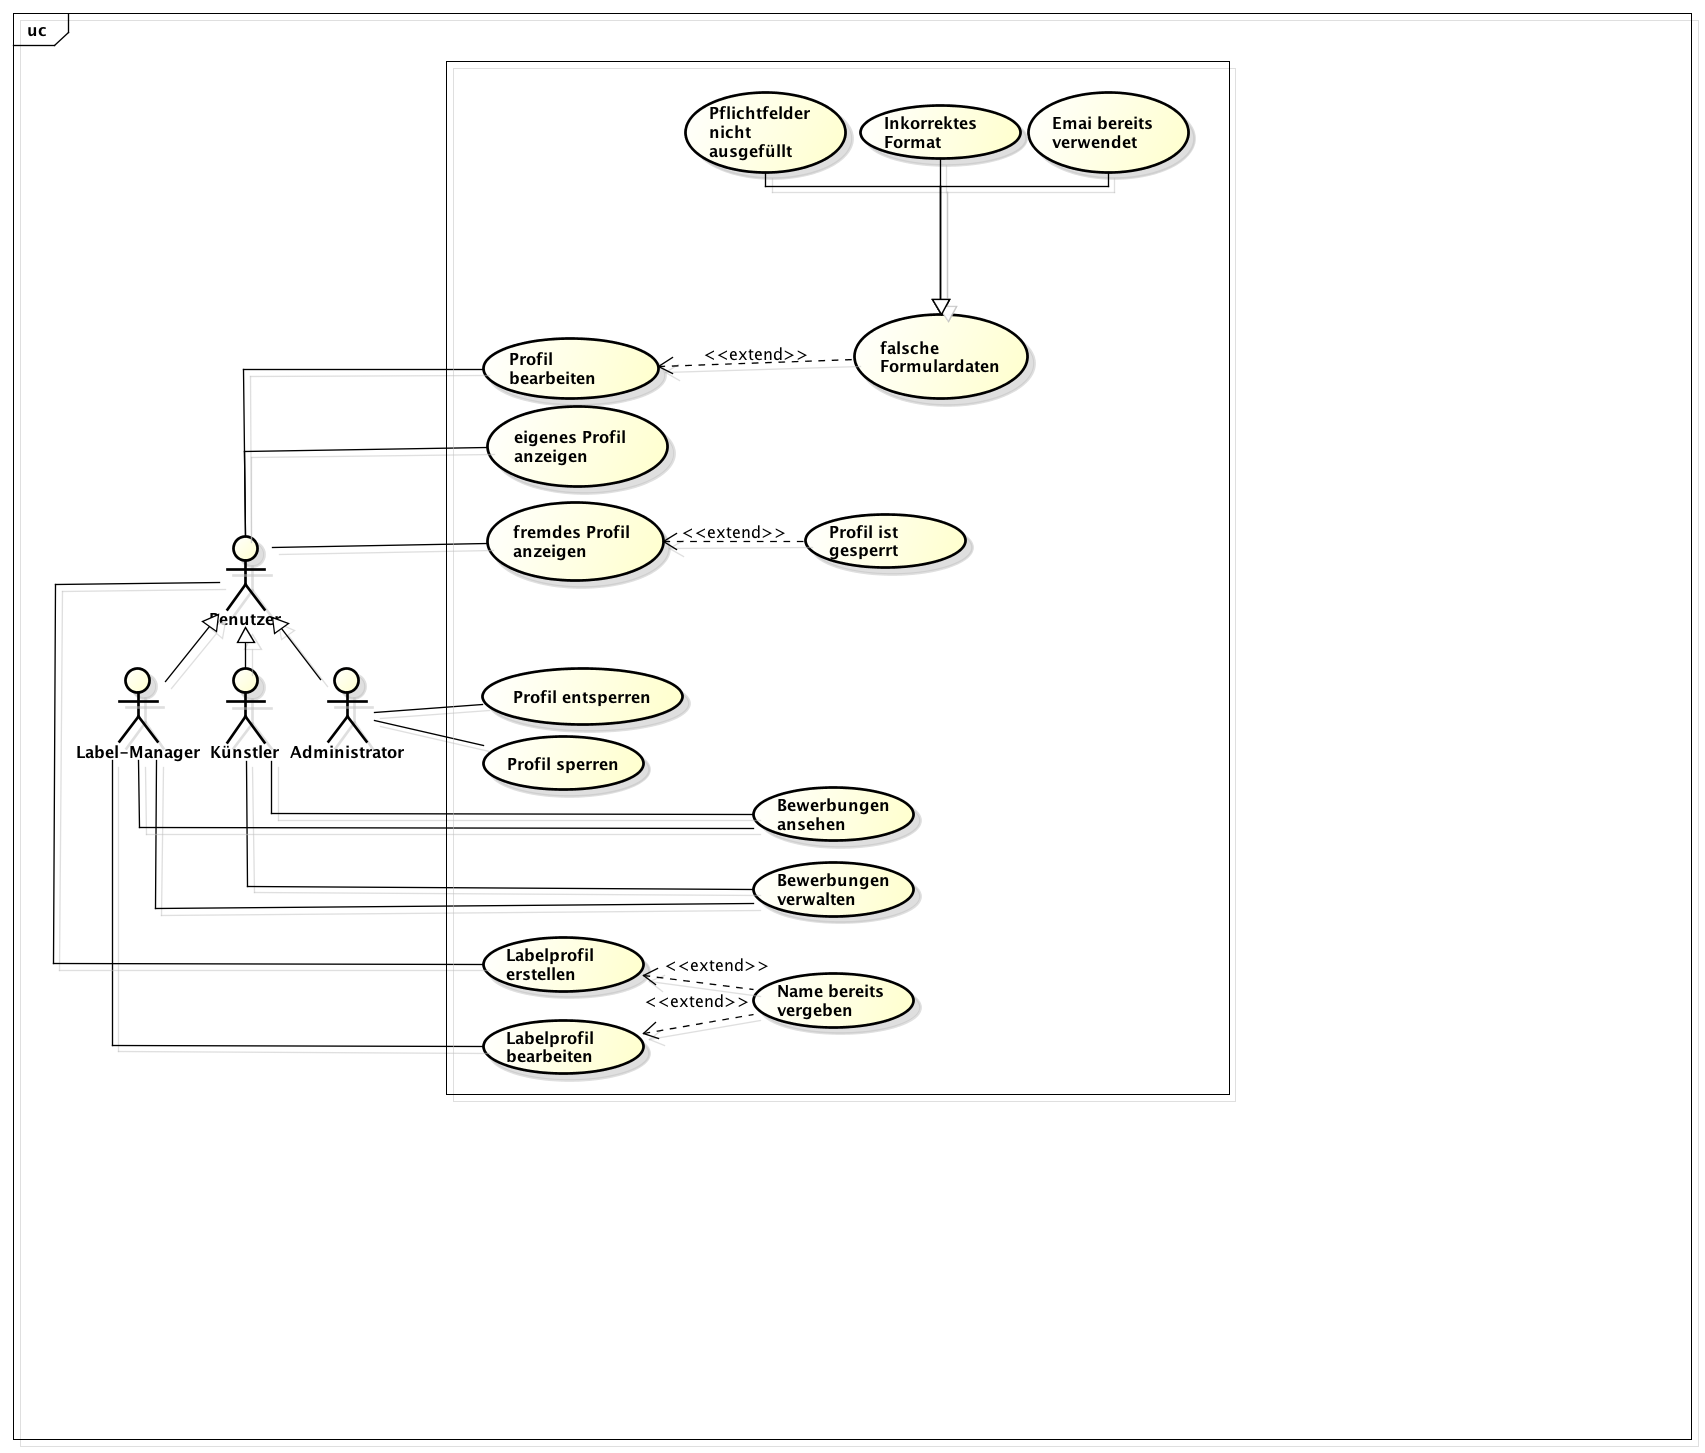 uc
Pflichtfelder
nicht
ausgefüllt
Inkorrektes
Format
Emai bereits
verwendet
falsche
Formulardaten
<<extend>>
Profil
bearbeiten
eigenes Profil
anzeigen
fremdes Profil
anzeigen
<<extend>>
Profil ist
gesperrt
Benutzer
Label-Manager
Künstler
Administrator
Profil entsperren
Profil sperren
Bewerbungen
ansehen
Bewerbungen
verwalten
Labelprofil
erstellen
<<extend>>
<<extend>>
Name bereits
vergeben
Labelprofil
bearbeiten